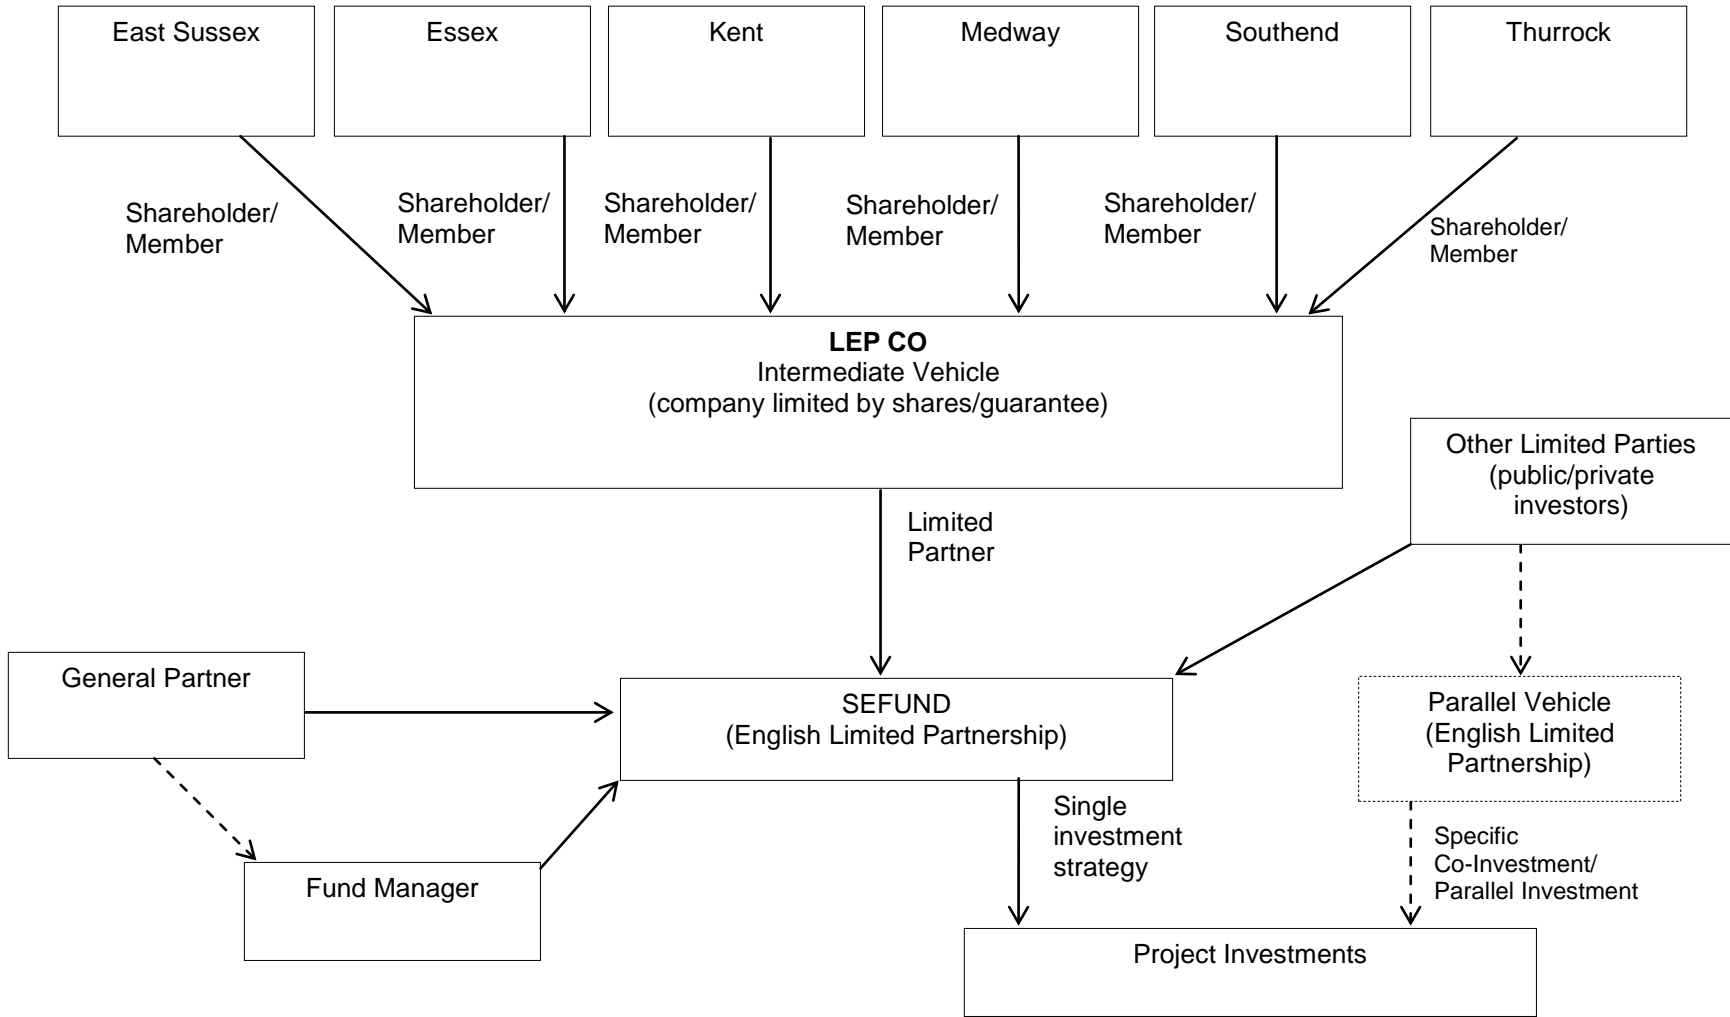 East Sussex
Essex
Kent
Medway
Southend
Thurrock
Shareholder/
Member
Shareholder/
Member
Shareholder/
Member
Shareholder/
Member
Shareholder/
Member
Shareholder/
Member
LEP CO
Intermediate Vehicle
(company limited by shares/guarantee)
Other Limited Parties
(public/private
investors)
Limited
Partner
General Partner
SEFUND
(English Limited Partnership)
Parallel Vehicle
(English Limited
Partnership)
Single
investment
strategy
Specific
Co-Investment/
Parallel Investment
Fund Manager
Project Investments